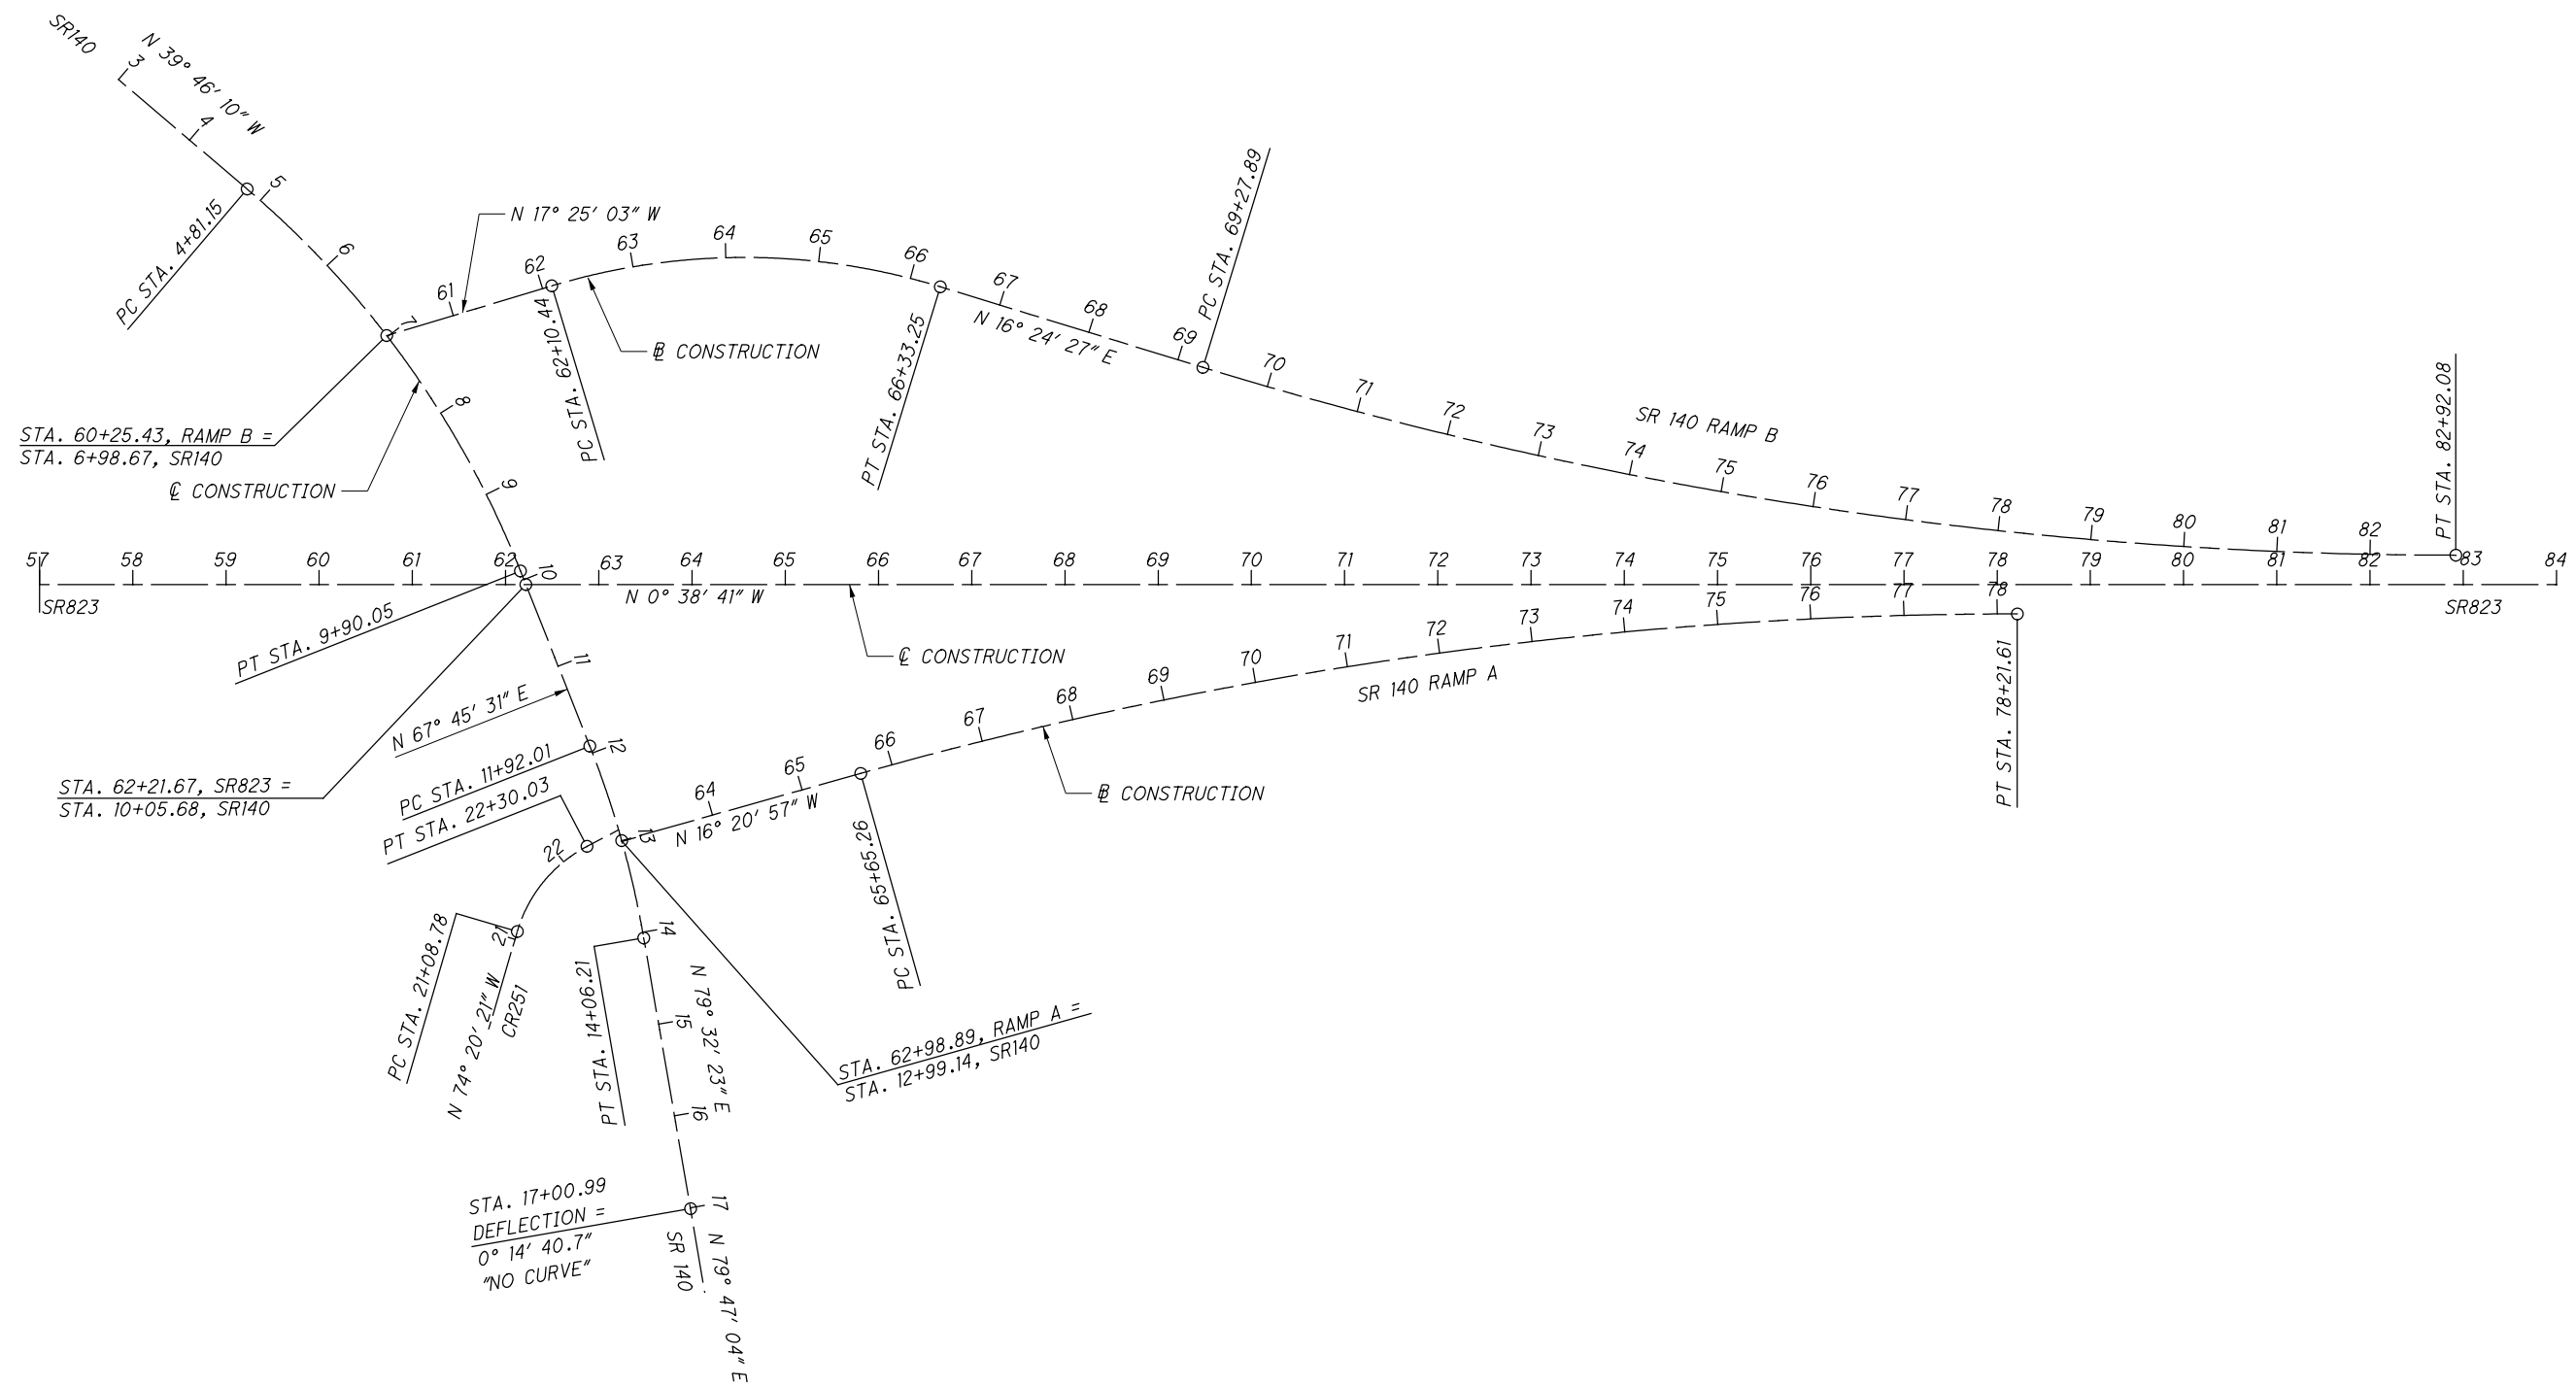 SR140
N 39° 46' 10" W
3
4
5
6
7
8
9
10
11
12
13
14
15
16
17
PC STA. 4+81.15
N 17° 25' 03" W
61
62
63
64
65
66
67
68
69
70
71
72
73
74
75
76
77
78
79
80
81
82
PC STA. 62+10.44
℄ CONSTRUCTION
PT STA. 66+33.25
N 16° 24' 27" E
PC STA. 69+27.89
SR 140 RAMP B
PT STA. 82+92.08
STA. 60+25.43, RAMP B =
STA. 6+98.67, SR140
℄ CONSTRUCTION
57
58
59
60
61
62
63
64
65
66
67
68
69
70
71
72
73
74
75
76
77
78
79
80
81
82
83
84
SR823
N 0° 38' 41" W
SR823
PT STA. 9+90.05
℄ CONSTRUCTION
N 67° 45' 31" E
STA. 62+21.67, SR823 =
STA. 10+05.68, SR140
PC STA. 11+92.01
PT STA. 22+30.03
64
65
66
67
68
69
70
71
72
73
74
75
76
77
78
N 16° 20' 57" W
SR 140 RAMP A
℄ CONSTRUCTION
PC STA. 65+65.26
PT STA. 78+21.61
22
21
PC STA. 21+08.78
N 74° 20' 21" W
CR251
PT STA. 14+06.21
N 79° 32' 23" E
STA. 62+98.89, RAMP A =
STA. 12+99.14, SR140
STA. 17+00.99
DEFLECTION =
0° 14' 40.7"
"NO CURVE"
SR 140
N 79° 47' 04" E